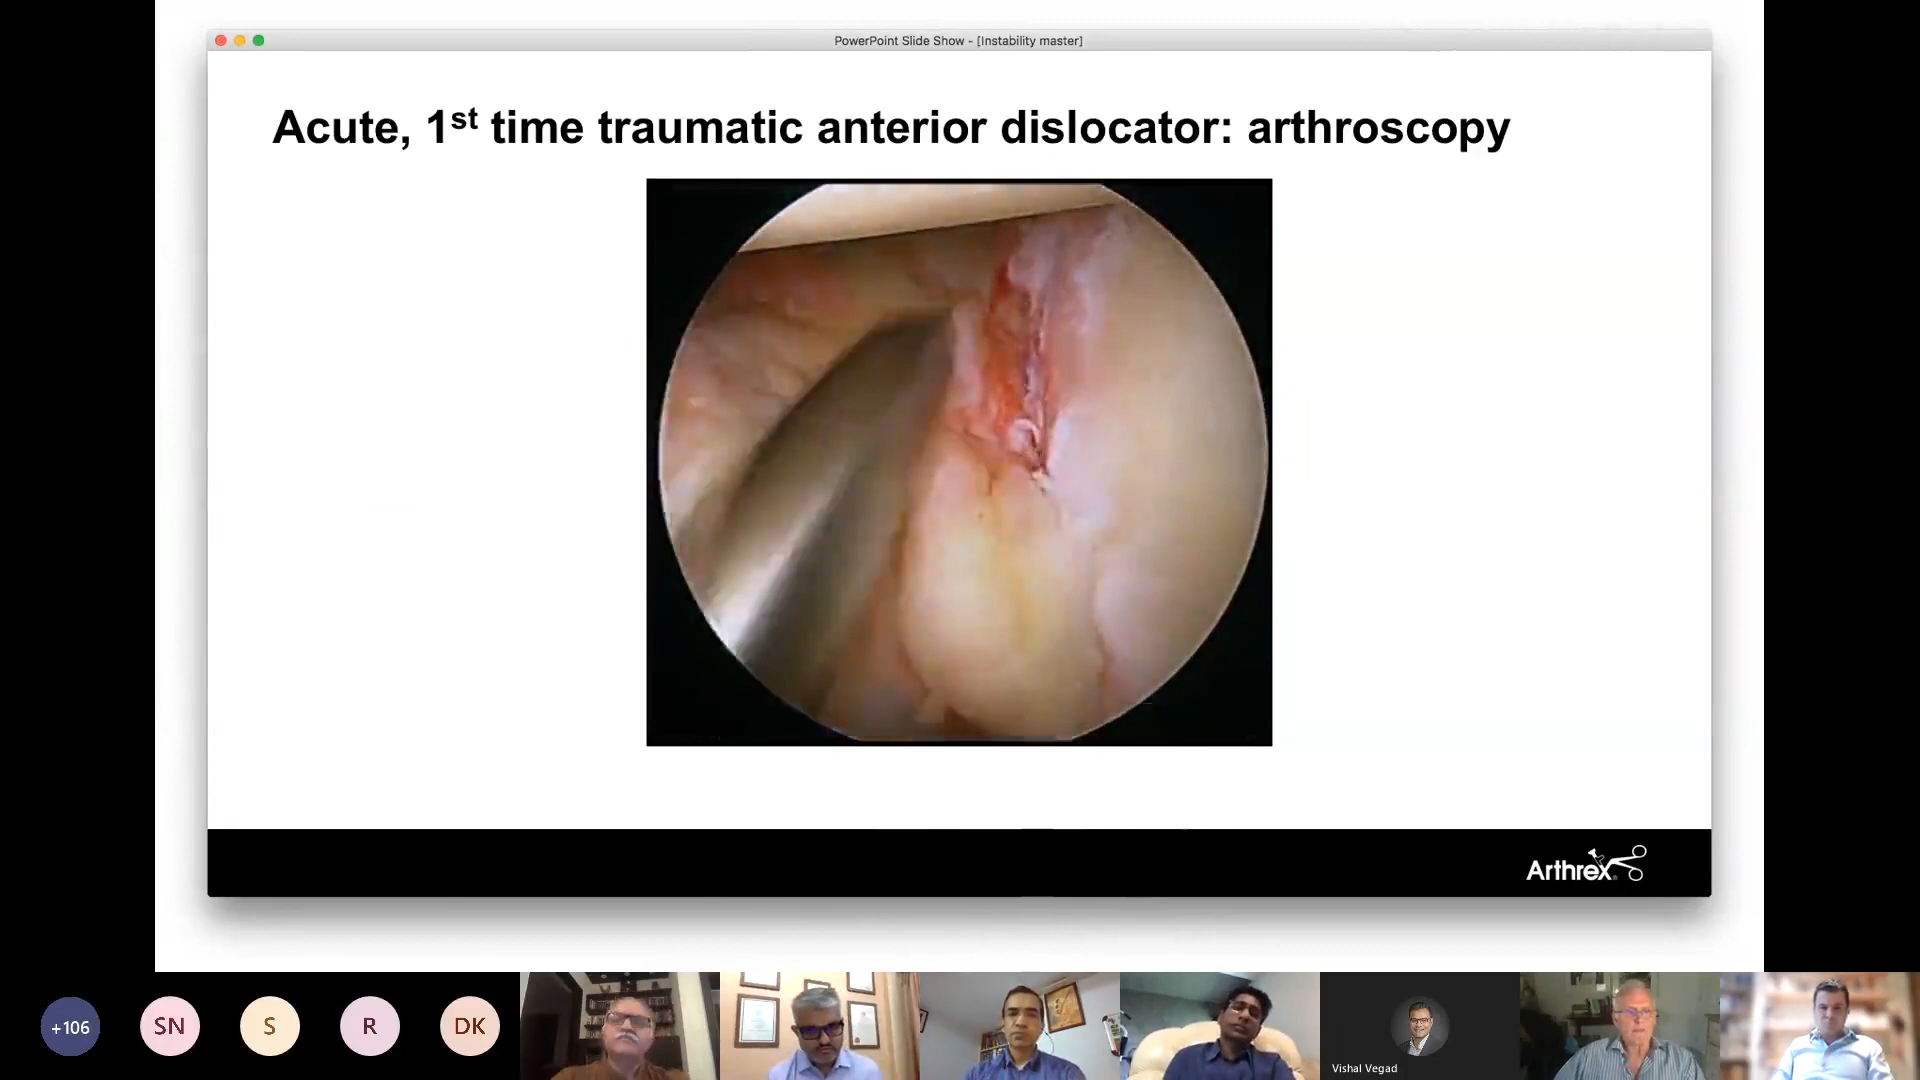 PowerPoint Slide Show - [Instability master]
Acute, 1st time traumatic anterior dislocator: arthroscopy
Arthrex
+106
SN
S
R
DK
Vishal Vegad